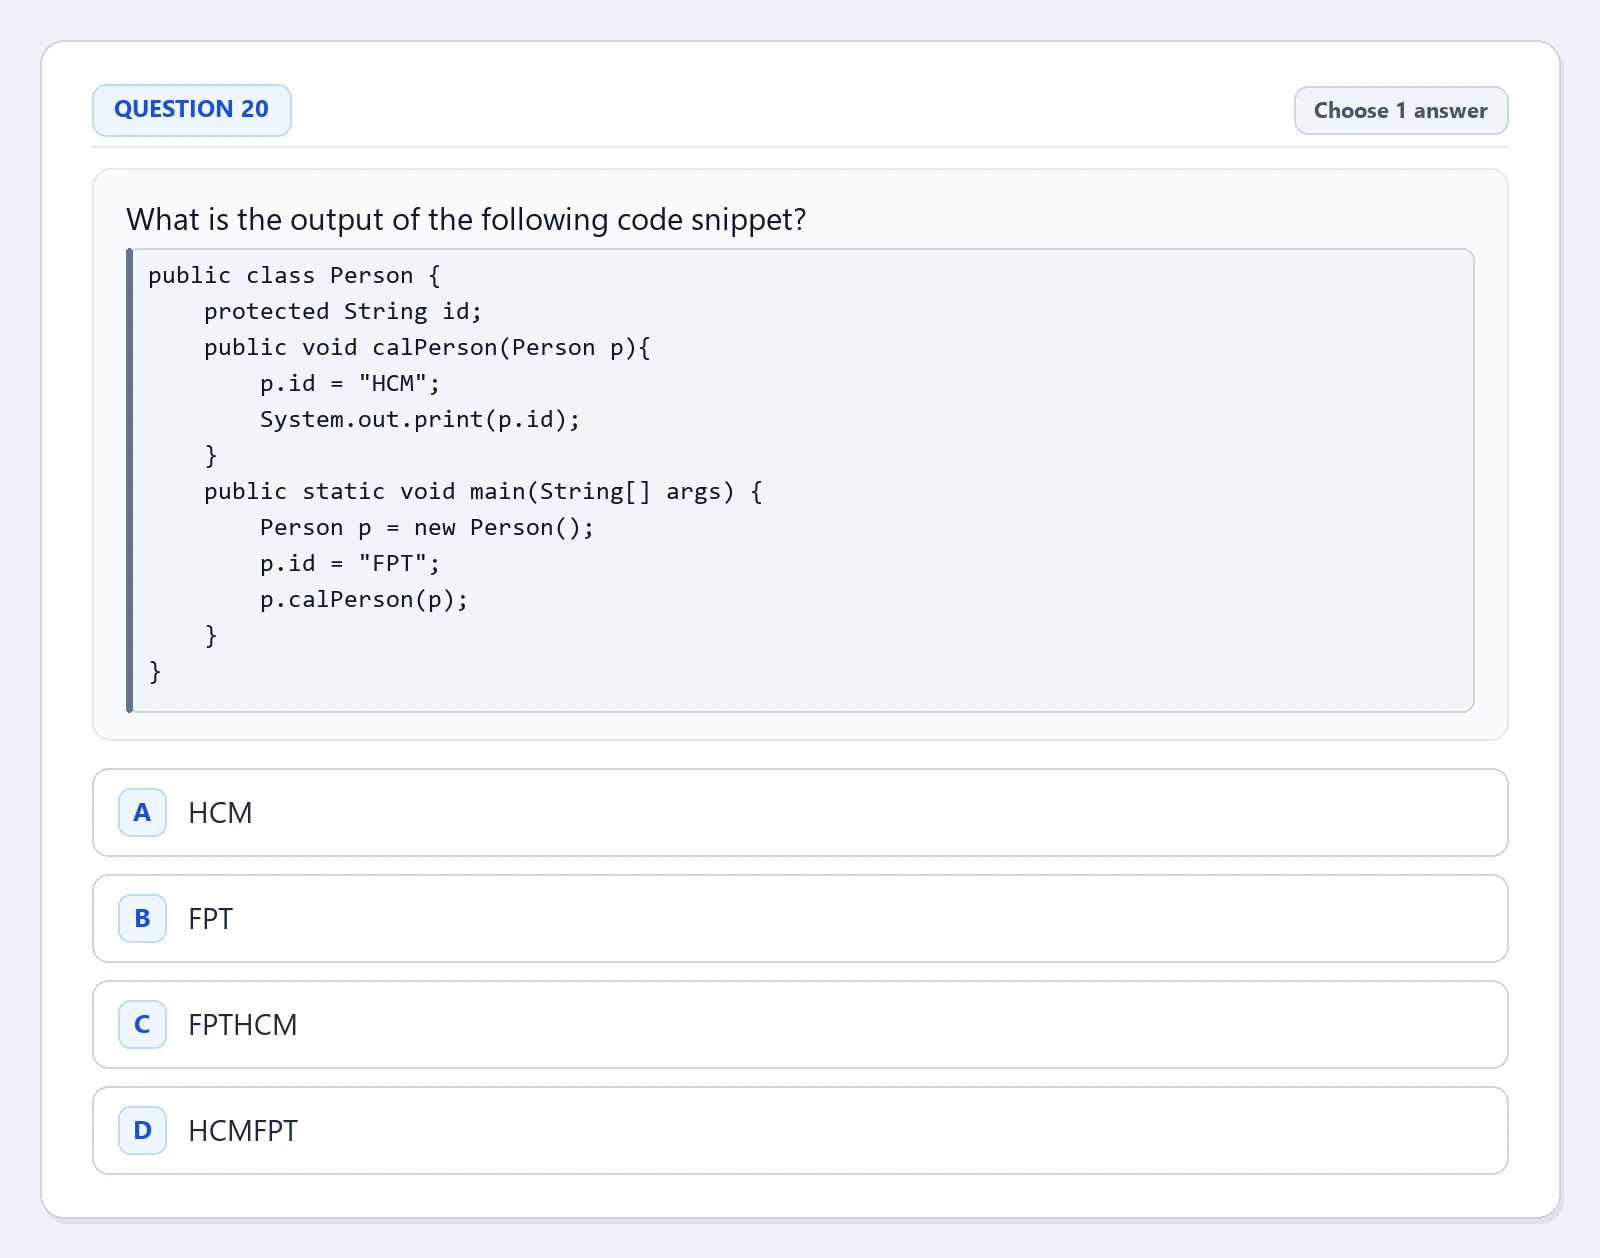 QUESTION 20
Choose 1 answer
What is the output of the following code snippet?
public class Person {
    protected String id;
    public void calPerson(Person p){
        p.id = "HCM";
        System.out.print(p.id);
    }
    public static void main(String[] args) {
        Person p = new Person();
        p.id = "FPT";
        p.calPerson(p);
    }
}
A HCM
B FPT
C FPTHCM
D HCMFPT